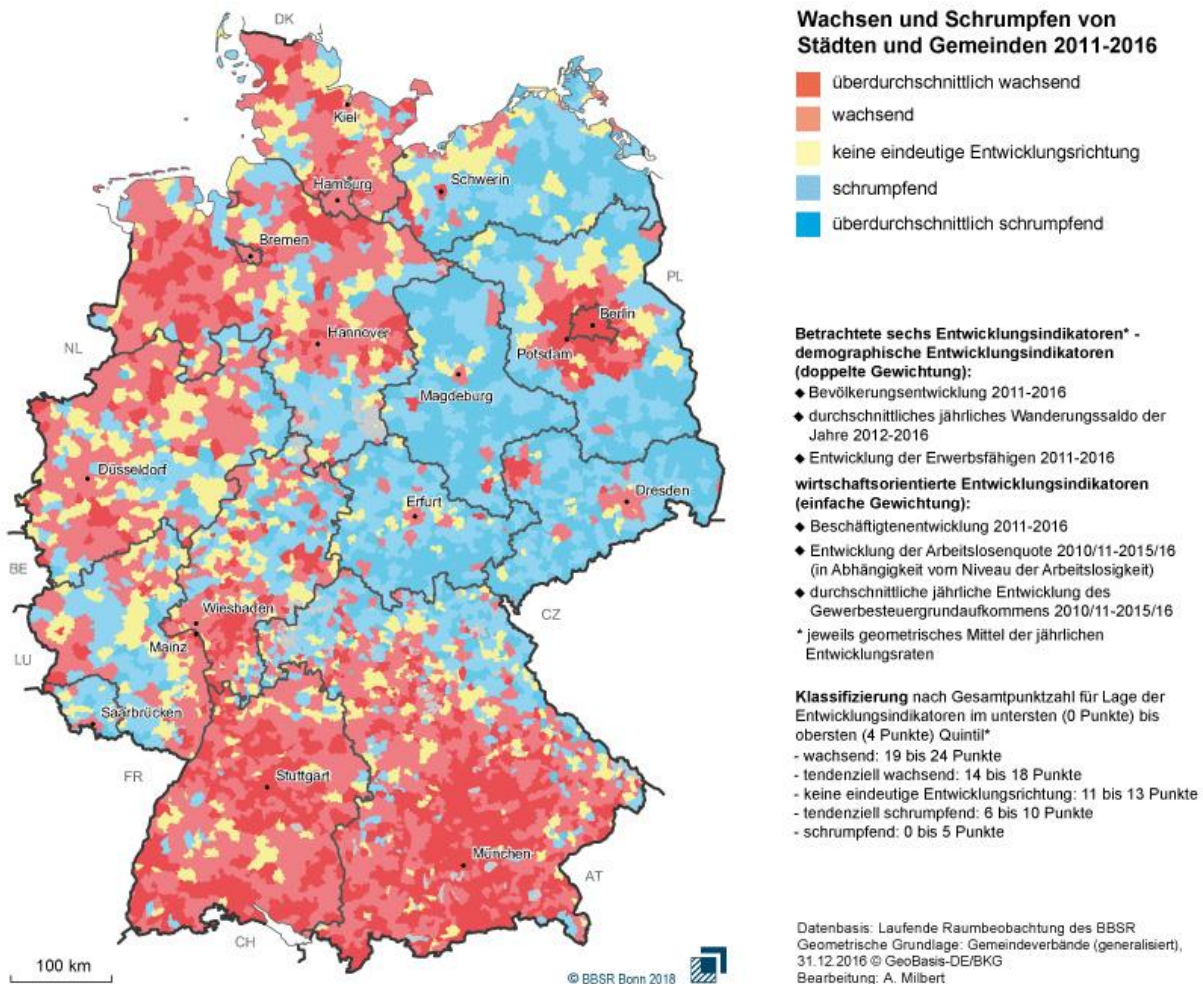 Wachsen und Schrumpfen von
Städten und Gemeinden 2011-2016
überdurchschnittlich wachsend
wachsend
keine eindeutige Entwicklungsrichtung
schrumpfend
überdurchschnittlich schrumpfend
Betrachtete sechs Entwicklungsindikatoren* -
demographische Entwicklungsindikatoren
(doppelte Gewichtung):
◆ Bevölkerungsentwicklung 2011-2016
◆ durchschnittliches jährliches Wanderungssaldo der
Jahre 2012-2016
◆ Entwicklung der Erwerbsfähigen 2011-2016
wirtschaftsorientierte Entwicklungsindikatoren
(einfache Gewichtung):
◆ Beschäftigtenentwicklung 2011-2016
◆ Entwicklung der Arbeitslosenquote 2010/11-2015/16
(in Abhängigkeit vom Niveau der Arbeitslosigkeit)
◆ durchschnittliche jährliche Entwicklung des
Gewerbesteuergrundaufkommens 2010/11-2015/16
* jeweils geometrisches Mittel der jährlichen
Entwicklungsraten
Klassifizierung nach Gesamtpunktzahl für Lage der
Entwicklungsindikatoren im untersten (0 Punkte) bis
obersten (4 Punkte) Quintil*
- wachsend: 19 bis 24 Punkte
- tendenziell wachsend: 14 bis 18 Punkte
- keine eindeutige Entwicklungsrichtung: 11 bis 13 Punkte
- tendenziell schrumpfend: 6 bis 10 Punkte
- schrumpfend: 0 bis 5 Punkte
Datenbasis: Laufende Raumbeobachtung des BBSR
Geometrische Grundlage: Gemeindeverbände (generalisiert),
31.12.2016 © GeoBasis-DE/BKG
Bearbeitung: A. Milbert
DK
Kiel
Schwerin
Hamburg
Bremen
PL
Berlin
Hannover
Potsdam
NL
Magdeburg
Düsseldorf
Dresden
Erfurt
BE
Wiesbaden
CZ
Mainz
LU
Saarbrücken
FR
Stuttgart
München
AT
CH
100 km
© BBSR Bonn 2018